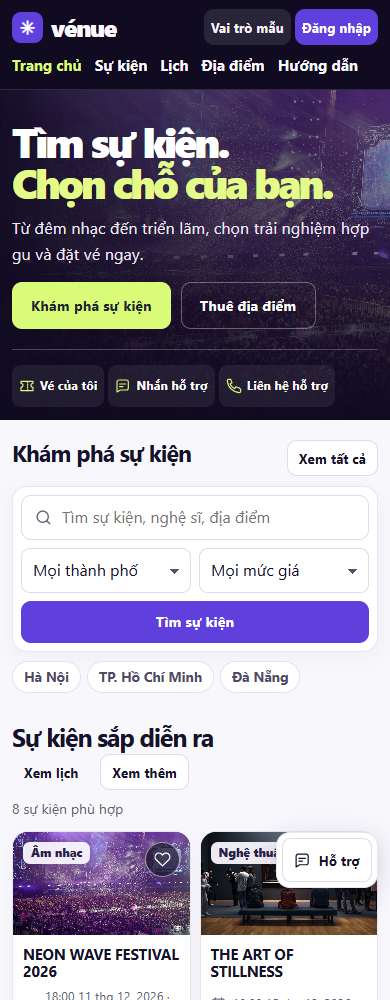 vénue
Vai trò mẫu
Đăng nhập
Trang chủ Sự kiện Lịch Địa điểm Hướng dẫn
Tìm sự kiện.
Chọn chỗ của bạn.
Từ đêm nhạc đến triển lãm, chọn trải nghiệm hợp
gu và đặt vé ngay.
Khám phá sự kiện
Thuê địa điểm
Vé của tôi
Nhắn hỗ trợ
Liên hệ hỗ trợ
Khám phá sự kiện
Xem tất cả
Tìm sự kiện, nghệ sĩ, địa điểm
Mọi thành phố
Mọi mức giá
Tìm sự kiện
Hà Nội
TP. Hồ Chí Minh
Đà Nẵng
Sự kiện sắp diễn ra
Xem lịch
Xem thêm
8 sự kiện phù hợp
Âm nhạc
Nghệ
Hỗ trợ
NEON WAVE FESTIVAL
2026
THE ART OF
STILLNESS
18:00 11 thg 12, 2026 ·